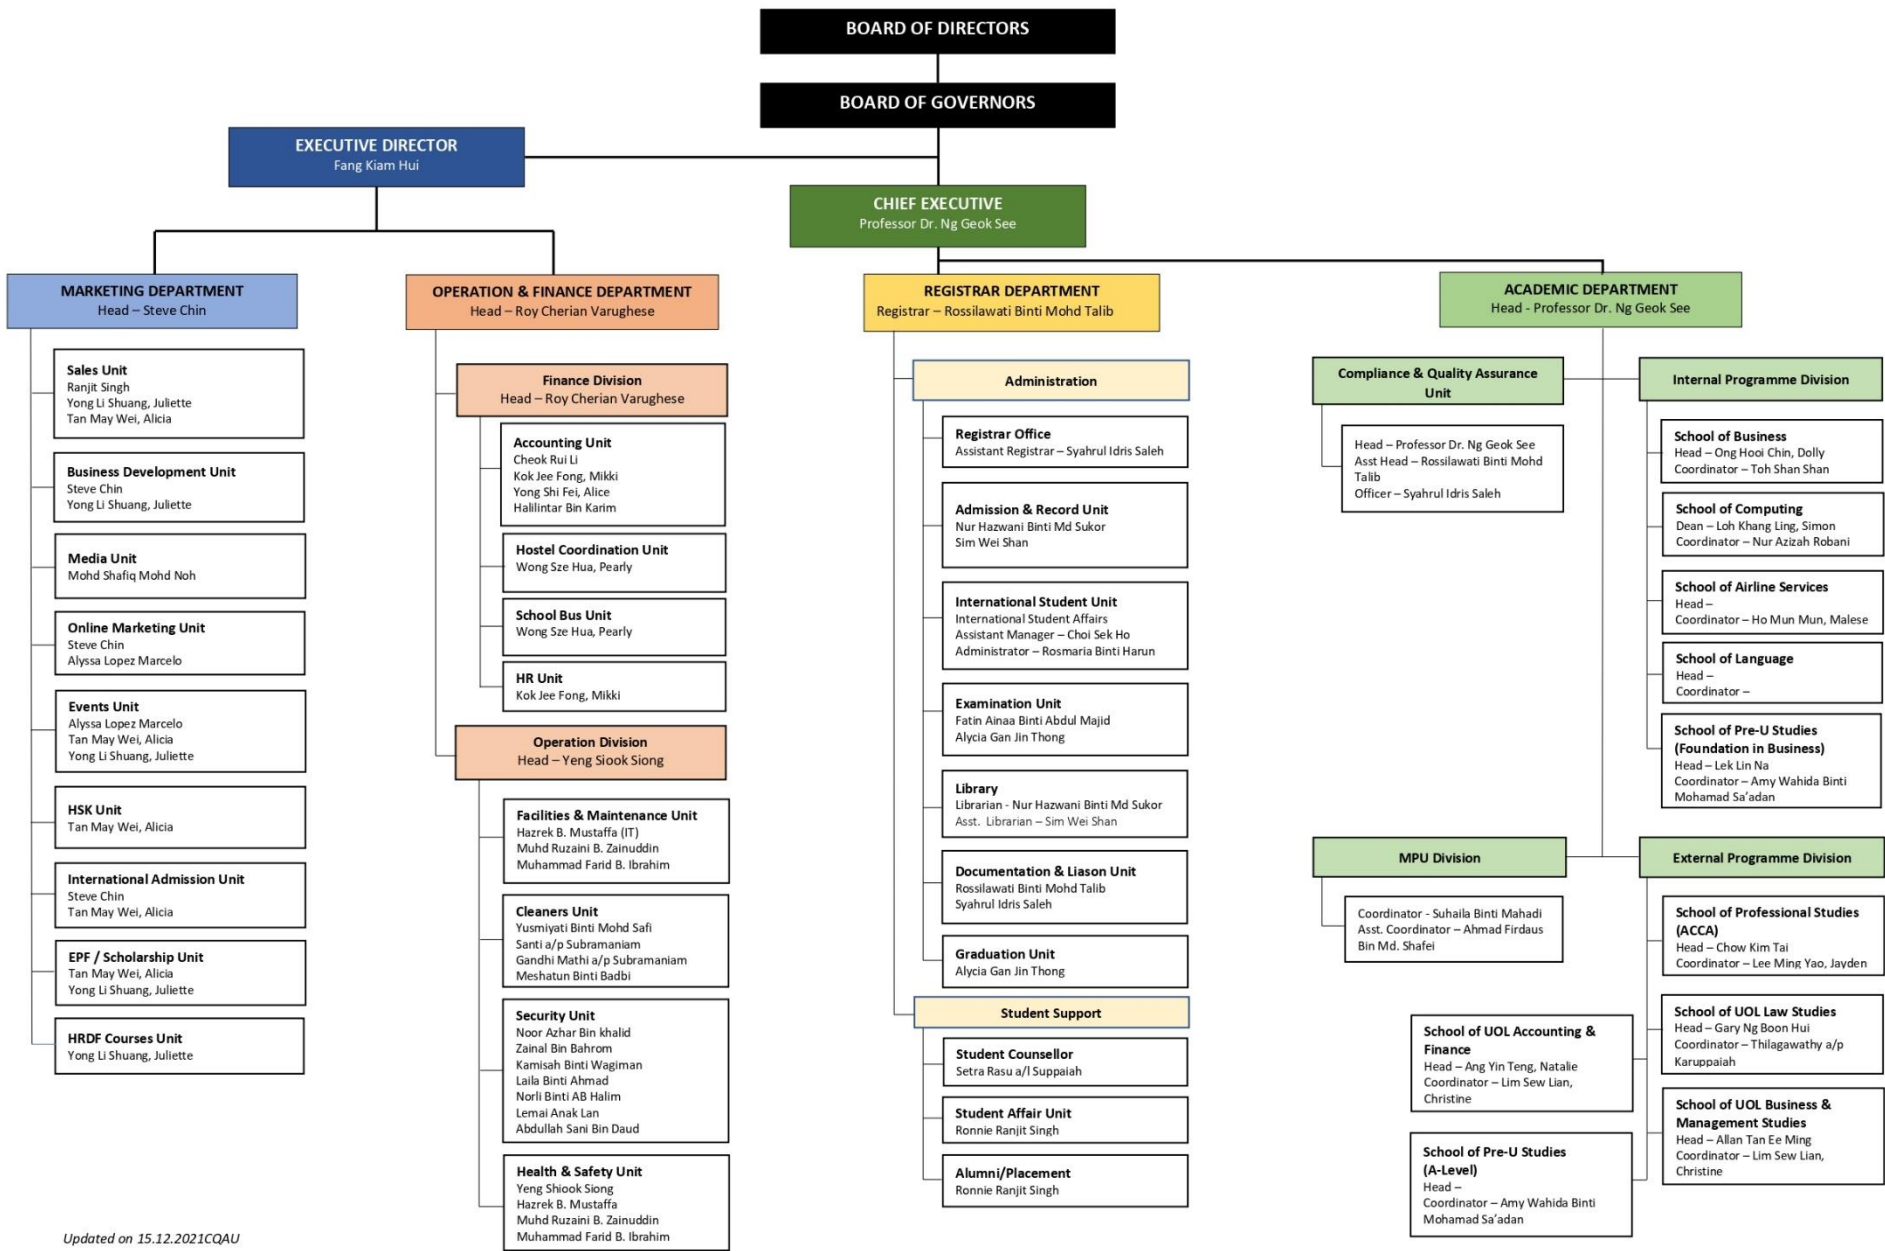 BOARD OF DIRECTORS
BOARD OF GOVERNORS
EXECUTIVE DIRECTOR
Fang Kiam Hui
CHIEF EXECUTIVE
Professor Dr. Ng Geok See
MARKETING DEPARTMENT
Head – Steve Chin
Sales Unit
Ranjit Singh
Yong Li Shuang, Juliette
Tan May Wei, Alicia
Business Development Unit
Steve Chin
Yong Li Shuang, Juliette
Media Unit
Mohd Shafiq Mohd Noh
Online Marketing Unit
Steve Chin
Alyssa Lopez Marcelo
Events Unit
Alyssa Lopez Marcelo
Tan May Wei, Alicia
Yong Li Shuang, Juliette
HSK Unit
Tan May Wei, Alicia
International Admission Unit
Steve Chin
Tan May Wei, Alicia
EPF / Scholarship Unit
Tan May Wei, Alicia
Yong Li Shuang, Juliette
HRDF Courses Unit
Yong Li Shuang, Juliette
OPERATION & FINANCE DEPARTMENT
Head – Roy Cherian Varughese
Finance Division
Head – Roy Cherian Varughese
Accounting Unit
Cheok Rui Li
Kok Jee Fong, Mikki
Yong Shi Fei, Alice
Halilintar Bin Karim
Hostel Coordination Unit
Wong Sze Hua, Pearly
School Bus Unit
Wong Sze Hua, Pearly
HR Unit
Kok Jee Fong, Mikki
Operation Division
Head – Yeng Siook Siong
Facilities & Maintenance Unit
Hazrek B. Mustaffa (IT)
Muhd Ruzaini B. Zainuddin
Muhammad Farid B. Ibrahim
Cleaners Unit
Yusmiyati Binti Mohd Safi
Santi a/p Subramaniam
Gandhi Mathi a/p Subramaniam
Meshatun Binti Badbi
Security Unit
Noor Azhar Bin khalid
Zainal Bin Bahrom
Kamisah Binti Wagiman
Laila Binti Ahmad
Norli Binti AB Halim
Lemai Anak Lan
Abdullah Sani Bin Daud
Health & Safety Unit
Yeng Shiook Siong
Hazrek B. Mustaffa
Muhd Ruzaini B. Zainuddin
Muhammad Farid B. Ibrahim
REGISTRAR DEPARTMENT
Registrar – Rossilawati Binti Mohd Talib
Administration
Registrar Office
Assistant Registrar – Syahrul Idris Saleh
Admission & Record Unit
Nur Hazwani Binti Md Sukor
Sim Wei Shan
International Student Unit
International Student Affairs
Assistant Manager – Choi Sek Ho
Administrator – Rosmaria Binti Harun
Examination Unit
Fatin Ainaa Binti Abdul Majid
Alycia Gan Jin Thong
Library
Librarian - Nur Hazwani Binti Md Sukor
Asst. Librarian – Sim Wei Shan
Documentation & Liason Unit
Rossilawati Binti Mohd Talib
Syahrul Idris Saleh
Graduation Unit
Alycia Gan Jin Thong
Student Support
Student Counsellor
Setra Rasu a/l Suppaiah
Student Affair Unit
Ronnie Ranjit Singh
Alumni/Placement
Ronnie Ranjit Singh
ACADEMIC DEPARTMENT
Head - Professor Dr. Ng Geok See
Compliance & Quality Assurance
Unit
Head – Professor Dr. Ng Geok See
Asst Head – Rossilawati Binti Mohd
Talib
Officer – Syahrul Idris Saleh
Internal Programme Division
School of Business
Head – Ong Hooi Chin, Dolly
Coordinator – Toh Shan Shan
School of Computing
Dean – Loh Khang Ling, Simon
Coordinator – Nur Azizah Robani
School of Airline Services
Head –
Coordinator – Ho Mun Mun, Malese
School of Language
Head –
Coordinator –
School of Pre-U Studies
(Foundation in Business)
Head – Lek Lin Na
Coordinator – Amy Wahida Binti
Mohamad Sa'adan
MPU Division
Coordinator - Suhaila Binti Mahadi
Asst. Coordinator – Ahmad Firdaus
Bin Md. Shafei
External Programme Division
School of Professional Studies
(ACCA)
Head – Chow Kim Tai
Coordinator – Lee Ming Yao, Jayden
School of UOL Law Studies
Head – Gary Ng Boon Hui
Coordinator – Thilagawathy a/p
Karuppaiah
School of UOL Accounting &
Finance
Head – Ang Yin Teng, Natalie
Coordinator – Lim Sew Lian,
Christine
School of UOL Business &
Management Studies
Head – Allan Tan Ee Ming
Coordinator – Lim Sew Lian,
Christine
School of Pre-U Studies
(A-Level)
Head –
Coordinator – Amy Wahida Binti
Mohamad Sa'adan
Updated on 15.12.2021CQAU